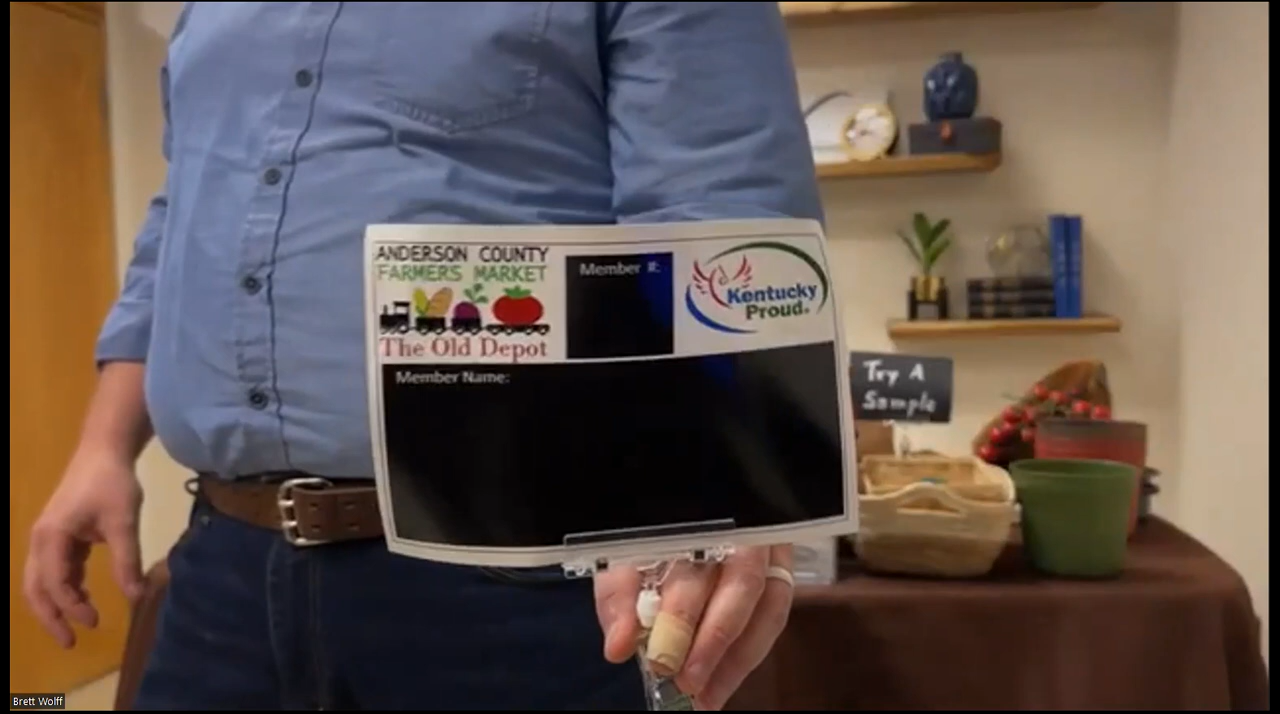 ANDERSON COUNTY
FARMERS MARKET
The Old Depot
Member #:
Kentucky
Proud.
Member Name:
Try A
Sample
Brett Wolff